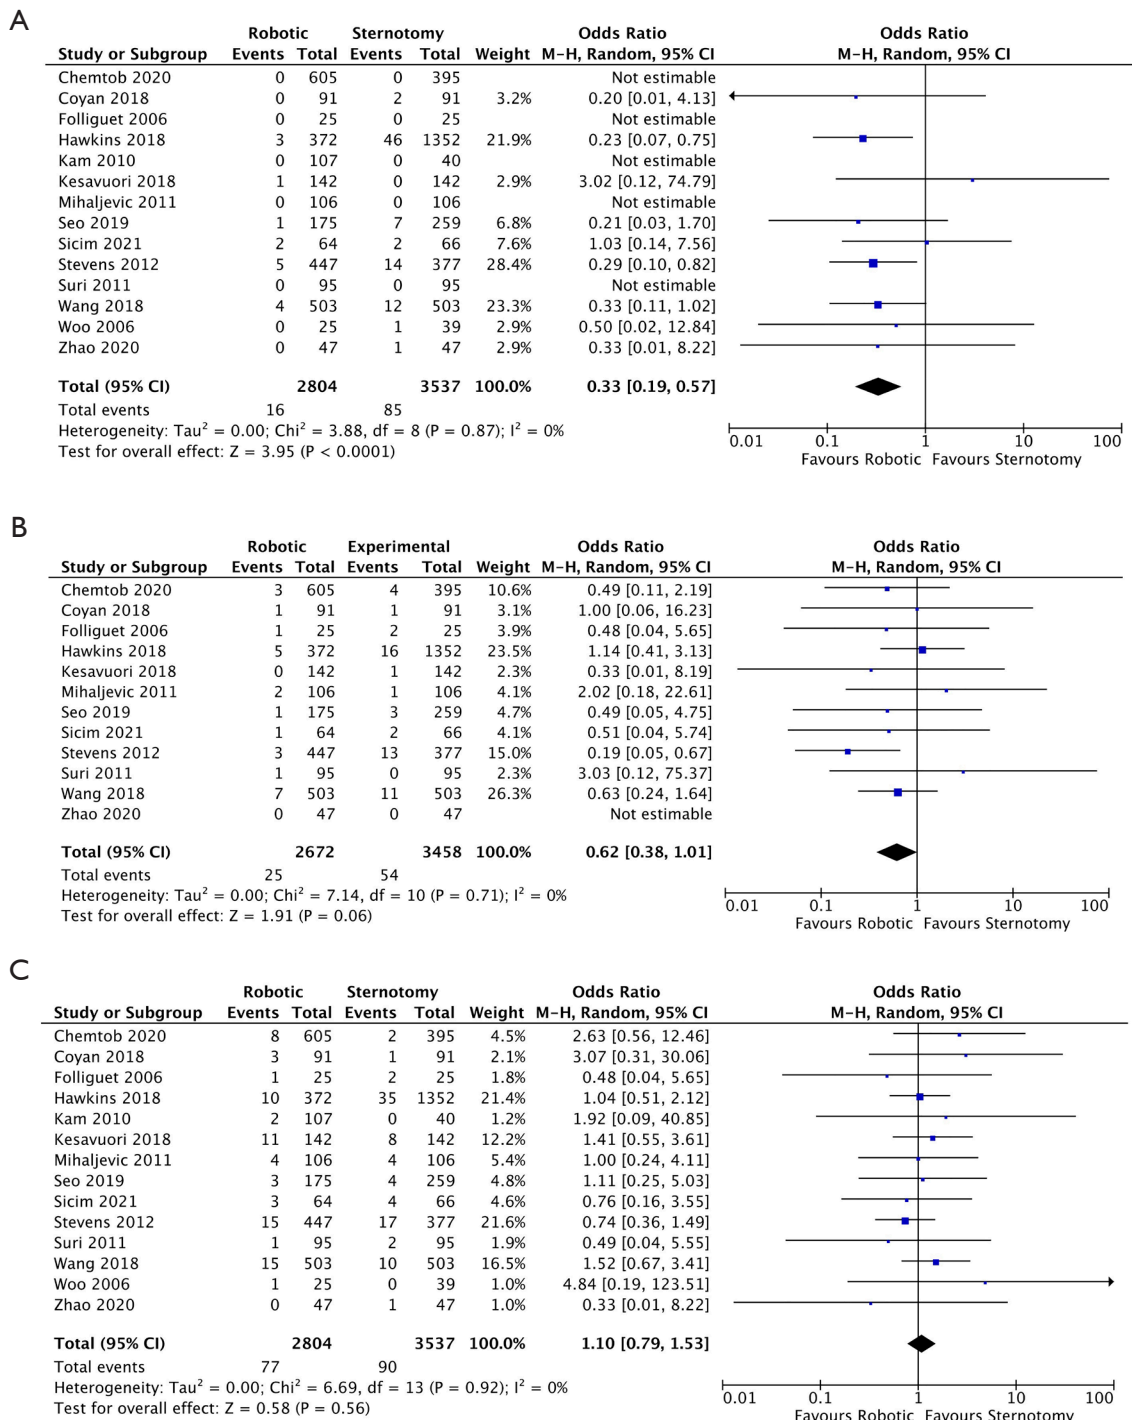 A
Robotic Sternotomy Odds Ratio Odds Ratio
Study or Subgroup Events Total Events Total Weight M-H, Random, 95% CI M-H, Random, 95% CI
Chemtob 2020 0 605 0 395 Not estimable
Coyan 2018 0 91 2 91 3.2% 0.20 [0.01, 4.13]
Folliguet 2006 0 25 0 25 Not estimable
Hawkins 2018 3 372 46 1352 21.9% 0.23 [0.07, 0.75]
Kam 2010 0 107 0 40 Not estimable
Kesavuori 2018 1 142 0 142 2.9% 3.02 [0.12, 74.79]
Mihaljevic 2011 0 106 0 106 Not estimable
Seo 2019 1 175 7 259 6.8% 0.21 [0.03, 1.70]
Sicim 2021 2 64 2 66 7.6% 1.03 [0.14, 7.56]
Stevens 2012 5 447 14 377 28.4% 0.29 [0.10, 0.82]
Suri 2011 0 95 0 95 Not estimable
Wang 2018 4 503 12 503 23.3% 0.33 [0.11, 1.02]
Woo 2006 0 25 1 39 2.9% 0.50 [0.02, 12.84]
Zhao 2020 0 47 1 47 2.9% 0.33 [0.01, 8.22]
Total (95% CI) 2804 3537 100.0% 0.33 [0.19, 0.57]
Total events 16 85
Heterogeneity: Tau² = 0.00; Chi² = 3.88, df = 8 (P = 0.87); I² = 0%
Test for overall effect: Z = 3.95 (P < 0.0001)
0.01 0.1 1 10 100
Favours Robotic Favours Sternotomy
B
Robotic Experimental Odds Ratio Odds Ratio
Study or Subgroup Events Total Events Total Weight M-H, Random, 95% CI M-H, Random, 95% CI
Chemtob 2020 3 605 4 395 10.6% 0.49 [0.11, 2.19]
Coyan 2018 1 91 1 91 3.1% 1.00 [0.06, 16.23]
Folliguet 2006 1 25 2 25 3.9% 0.48 [0.04, 5.65]
Hawkins 2018 5 372 16 1352 23.5% 1.14 [0.41, 3.13]
Kesavuori 2018 0 142 1 142 2.3% 0.33 [0.01, 8.19]
Mihaljevic 2011 2 106 1 106 4.1% 2.02 [0.18, 22.61]
Seo 2019 1 175 3 259 4.7% 0.49 [0.05, 4.75]
Sicim 2021 1 64 2 66 4.1% 0.51 [0.04, 5.74]
Stevens 2012 3 447 13 377 15.0% 0.19 [0.05, 0.67]
Suri 2011 1 95 0 95 2.3% 3.03 [0.12, 75.37]
Wang 2018 7 503 11 503 26.3% 0.63 [0.24, 1.64]
Zhao 2020 0 47 0 47 Not estimable
Total (95% CI) 2672 3458 100.0% 0.62 [0.38, 1.01]
Total events 25 54
Heterogeneity: Tau² = 0.00; Chi² = 7.14, df = 10 (P = 0.71); I² = 0%
Test for overall effect: Z = 1.91 (P = 0.06)
0.01 0.1 1 10 100
Favours Robotic Favours Sternotomy
C
Robotic Sternotomy Odds Ratio Odds Ratio
Study or Subgroup Events Total Events Total Weight M-H, Random, 95% CI M-H, Random, 95% CI
Chemtob 2020 8 605 2 395 4.5% 2.63 [0.56, 12.46]
Coyan 2018 3 91 1 91 2.1% 3.07 [0.31, 30.06]
Folliguet 2006 1 25 2 25 1.8% 0.48 [0.04, 5.65]
Hawkins 2018 10 372 35 1352 21.4% 1.04 [0.51, 2.12]
Kam 2010 2 107 0 40 1.2% 1.92 [0.09, 40.85]
Kesavuori 2018 11 142 8 142 12.2% 1.41 [0.55, 3.61]
Mihaljevic 2011 4 106 4 106 5.4% 1.00 [0.24, 4.11]
Seo 2019 3 175 4 259 4.8% 1.11 [0.25, 5.03]
Sicim 2021 3 64 4 66 4.6% 0.76 [0.16, 3.55]
Stevens 2012 15 447 17 377 21.6% 0.74 [0.36, 1.49]
Suri 2011 1 95 2 95 1.9% 0.49 [0.04, 5.55]
Wang 2018 15 503 10 503 16.5% 1.52 [0.67, 3.41]
Woo 2006 1 25 0 39 1.0% 4.84 [0.19, 123.51]
Zhao 2020 0 47 1 47 1.0% 0.33 [0.01, 8.22]
Total (95% CI) 2804 3537 100.0% 1.10 [0.79, 1.53]
Total events 77 90
Heterogeneity: Tau² = 0.00; Chi² = 6.69, df = 13 (P = 0.92); I² = 0%
Test for overall effect: Z = 0.58 (P = 0.56)
0.01 0.1 1 10 100
Favours Robotic Favours Sternotomy